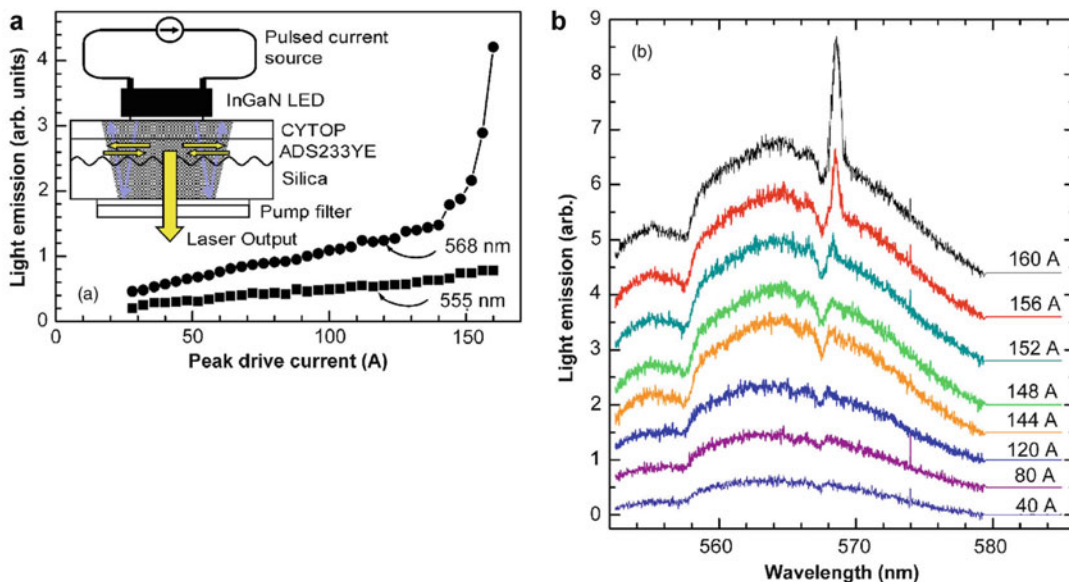 a
Light emission (arb. units)
4
3
2
1
0
0
50
100
150
Peak drive current (A)
Pulsed current
source
InGaN LED
CYTOP
ADS233YE
Silica
Pump filter
Laser Output
568 nm
555 nm
(a)
b
(b)
Light emission (arb.)
9
8
7
6
5
4
3
2
1
0
160 A
156 A
152 A
148 A
144 A
120 A
80 A
40 A
560
570
580
Wavelength (nm)